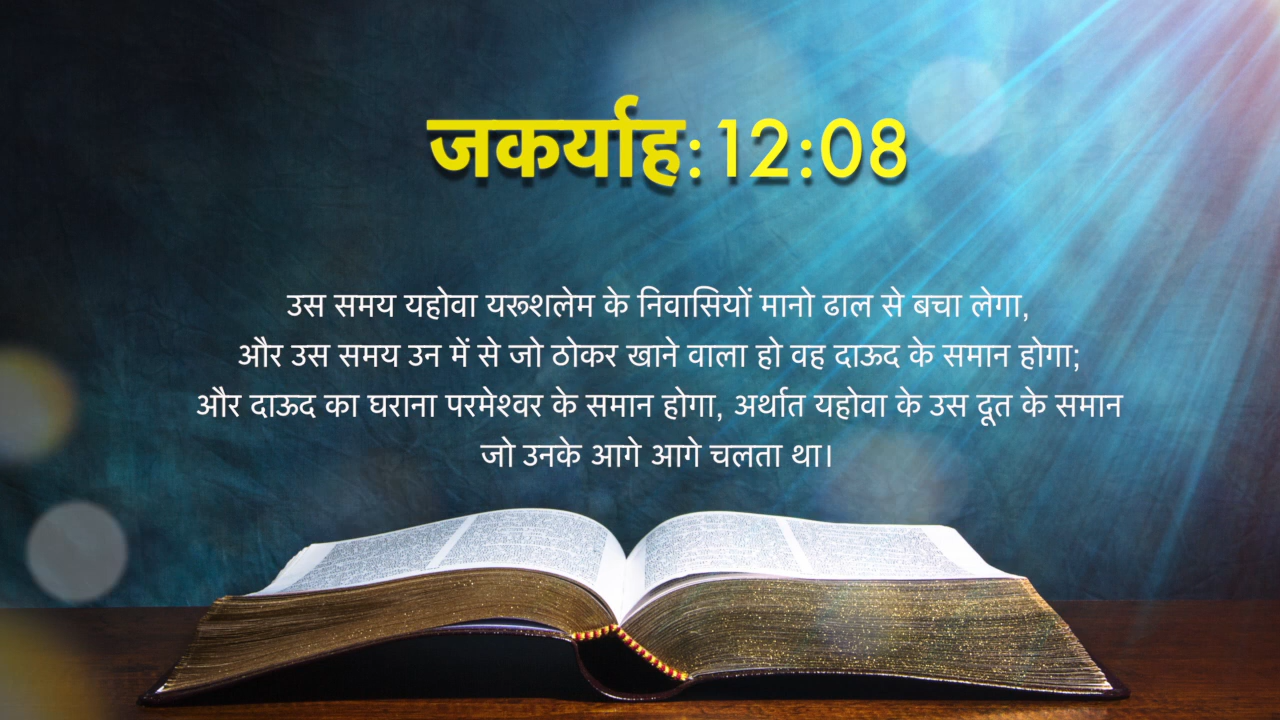 जकर्याह:12:08
उस समय यहोवा यरूशलेम के निवासियों मानो ढाल से बचा लेगा,
और उस समय उन में से जो ठोकर खाने वाला हो वह दाऊद के समान होगा;
और दाऊद का घराना परमेश्वर के समान होगा, अर्थात यहोवा के उस दूत के समान
जो उनके आगे आगे चलता था।